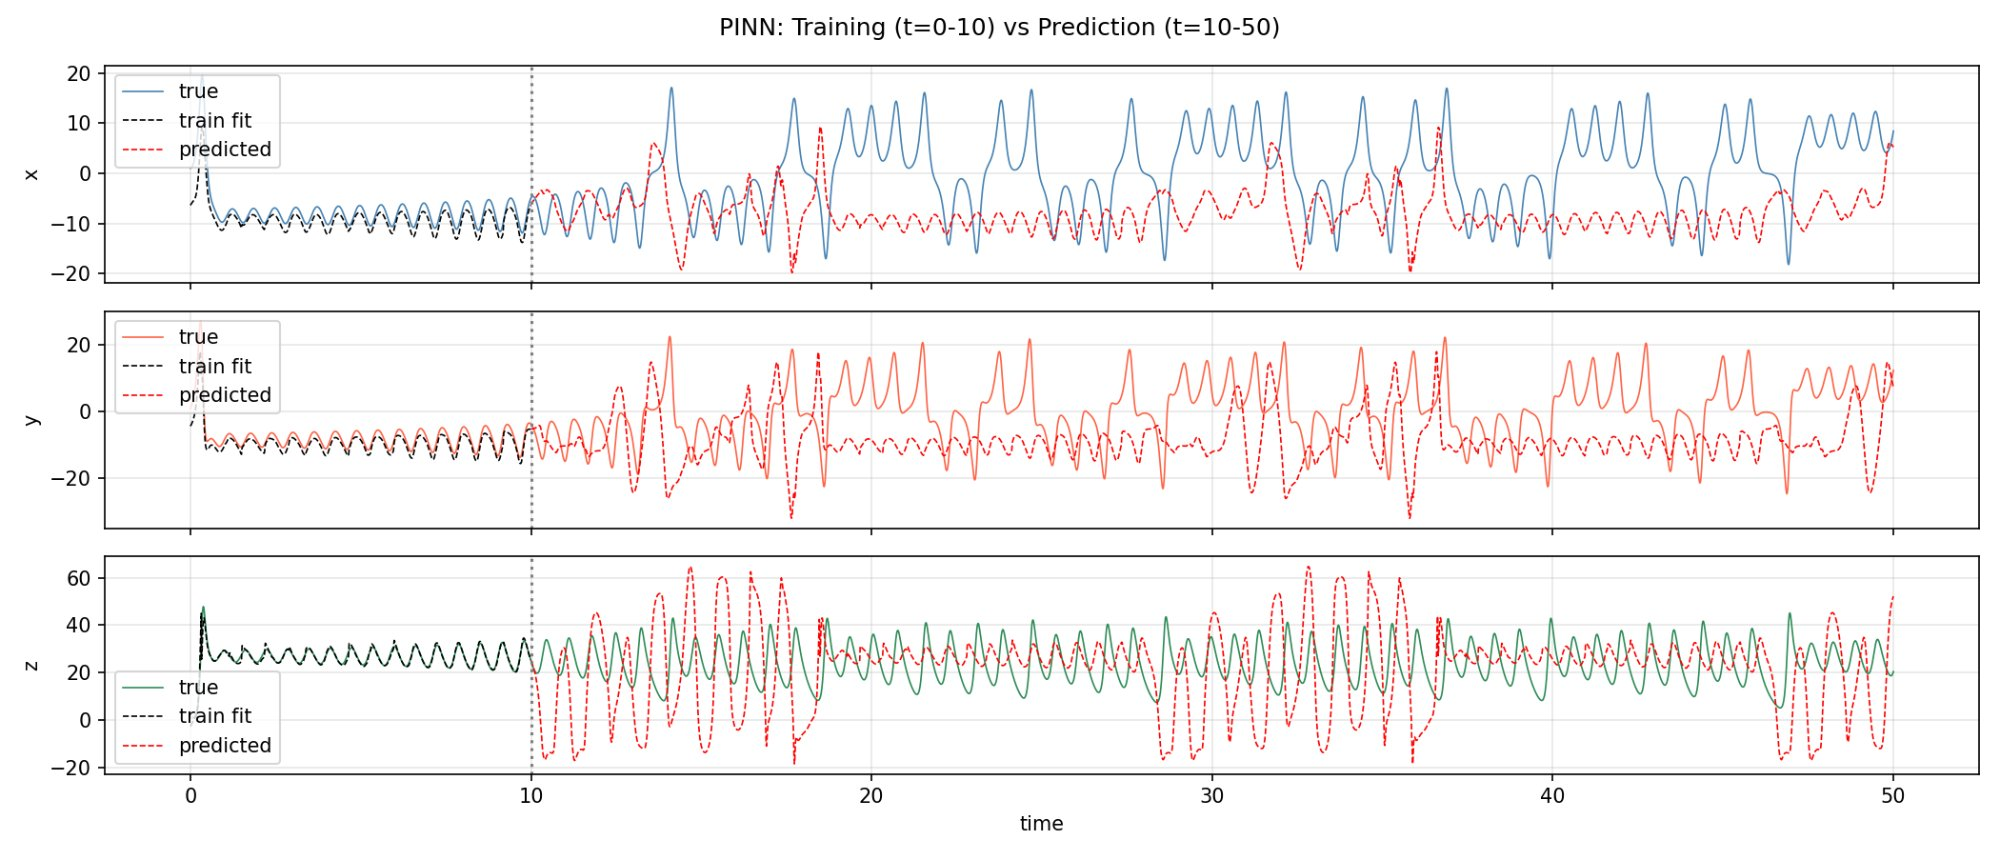 PINN: Training (t=0-10) vs Prediction (t=10-50)
20
10
0
−10
−20
x
true
train fit
predicted
20
0
−20
y
true
train fit
predicted
60
40
20
0
−20
z
true
train fit
predicted
0 10 20 30 40 50
time